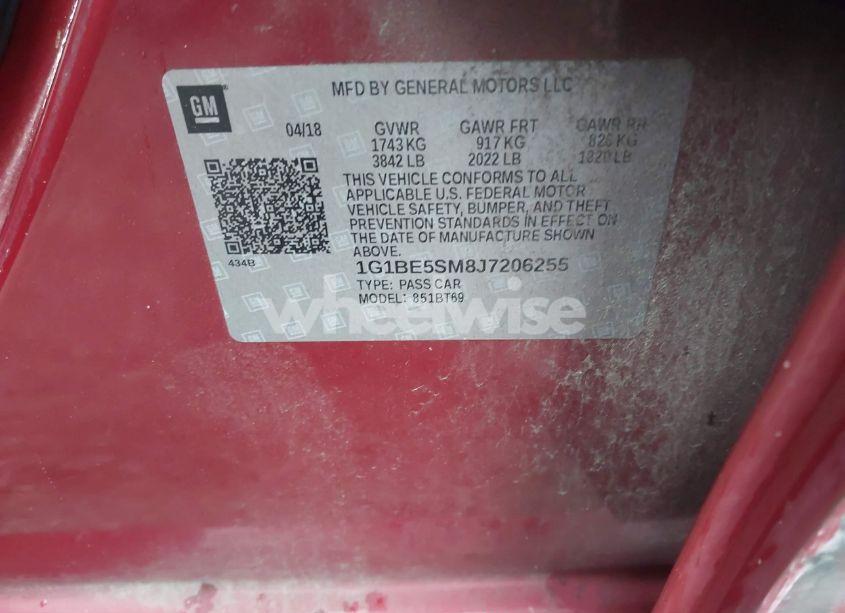 MFD BY GENERAL MOTORS LLC
GM
04/18 GVWR GAWR FRT GAWR RR
1743 KG 917 KG 826 KG
3842 LB 2022 LB 1820 LB
THIS VEHICLE CONFORMS TO ALL
APPLICABLE U.S. FEDERAL MOTOR
VEHICLE SAFETY, BUMPER, AND THEFT
PREVENTION STANDARDS IN EFFECT ON
THE DATE OF MANUFACTURE SHOWN
ABOVE.
434B
1G1BE5SM8J7206255
TYPE: PASS CAR
MODEL: 851BT69
wheelwise